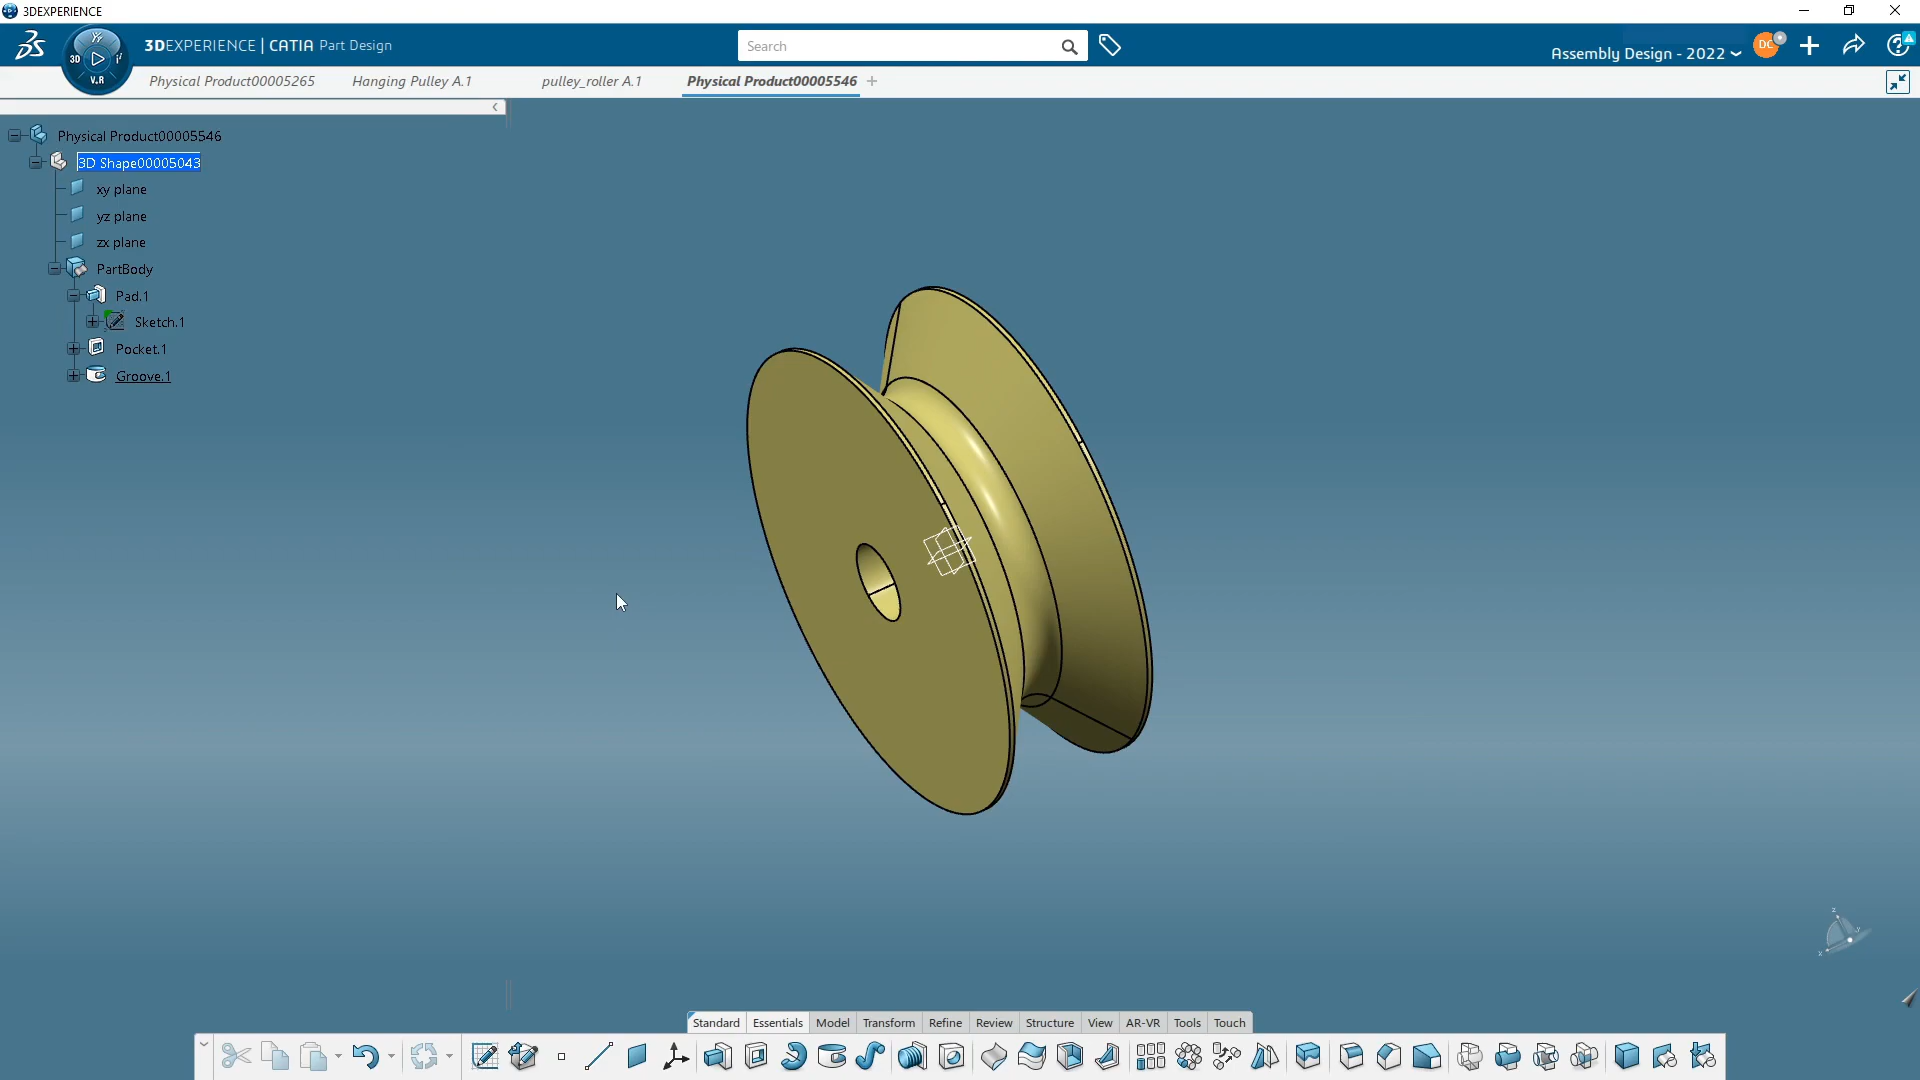 3DEXPERIENCE
3DEXPERIENCE | CATIA Part Design
Search
Assembly Design - 2022
DC
3D
V.R
Physical Product00005265
Hanging Pulley A.1
pulley_roller A.1
Physical Product00005546
Physical Product00005546
3D Shape00005043
xy plane
yz plane
zx plane
PartBody
Pad.1
Sketch.1
Pocket.1
Groove.1
z
y
x
Standard
Essentials
Model
Transform
Refine
Review
Structure
View
AR-VR
Tools
Touch